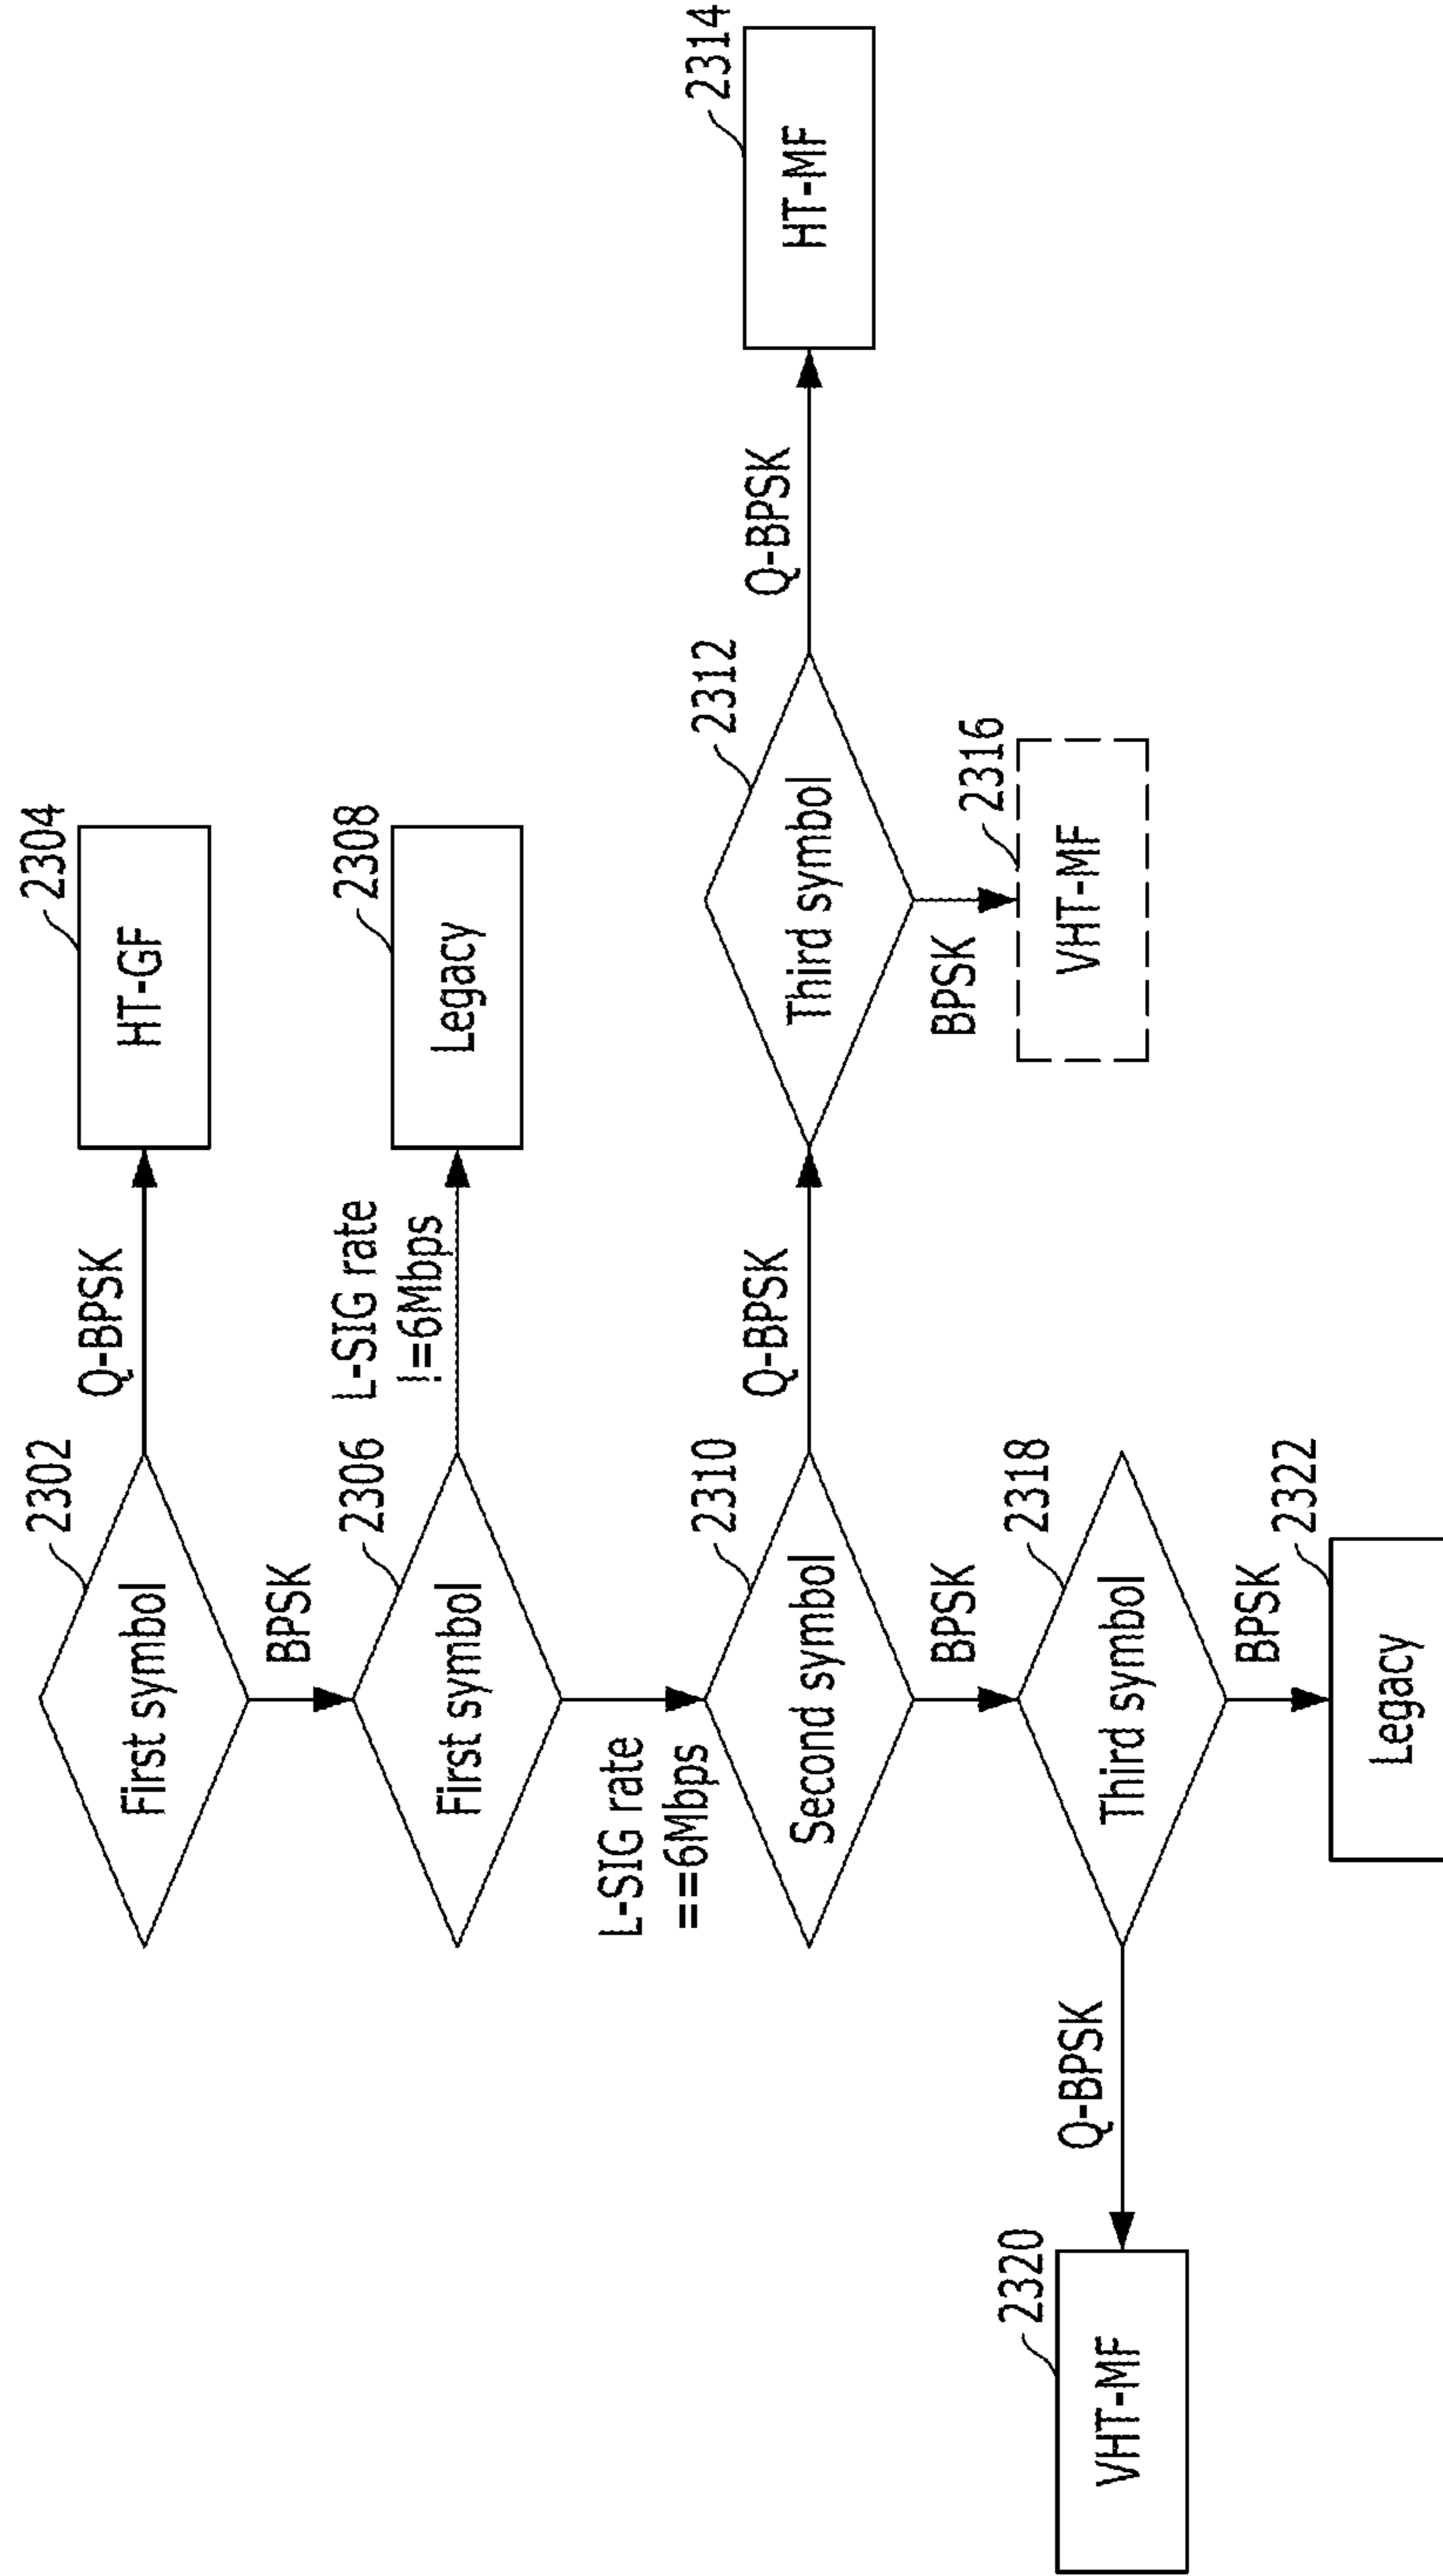 2302
First symbol
Q-BPSK
2304
HT-GF
BPSK
2306
First symbol
L-SIG rate
!=6Mbps
2308
Legacy
L-SIG rate
==6Mbps
2310
Second symbol
Q-BPSK
2312
Third symbol
Q-BPSK
2314
HT-MF
BPSK
2316
VHT-MF
BPSK
2318
Third symbol
Q-BPSK
2320
VHT-MF
BPSK
2322
Legacy